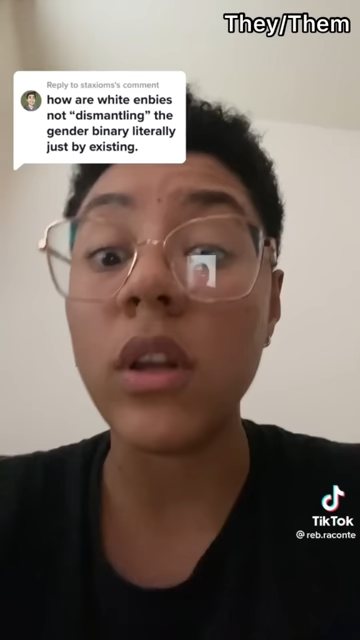 They/Them
Reply to staxioms's comment
how are white enbies
not “dismantling” the
gender binary literally
just by existing.
TikTok
@ reb.raconte